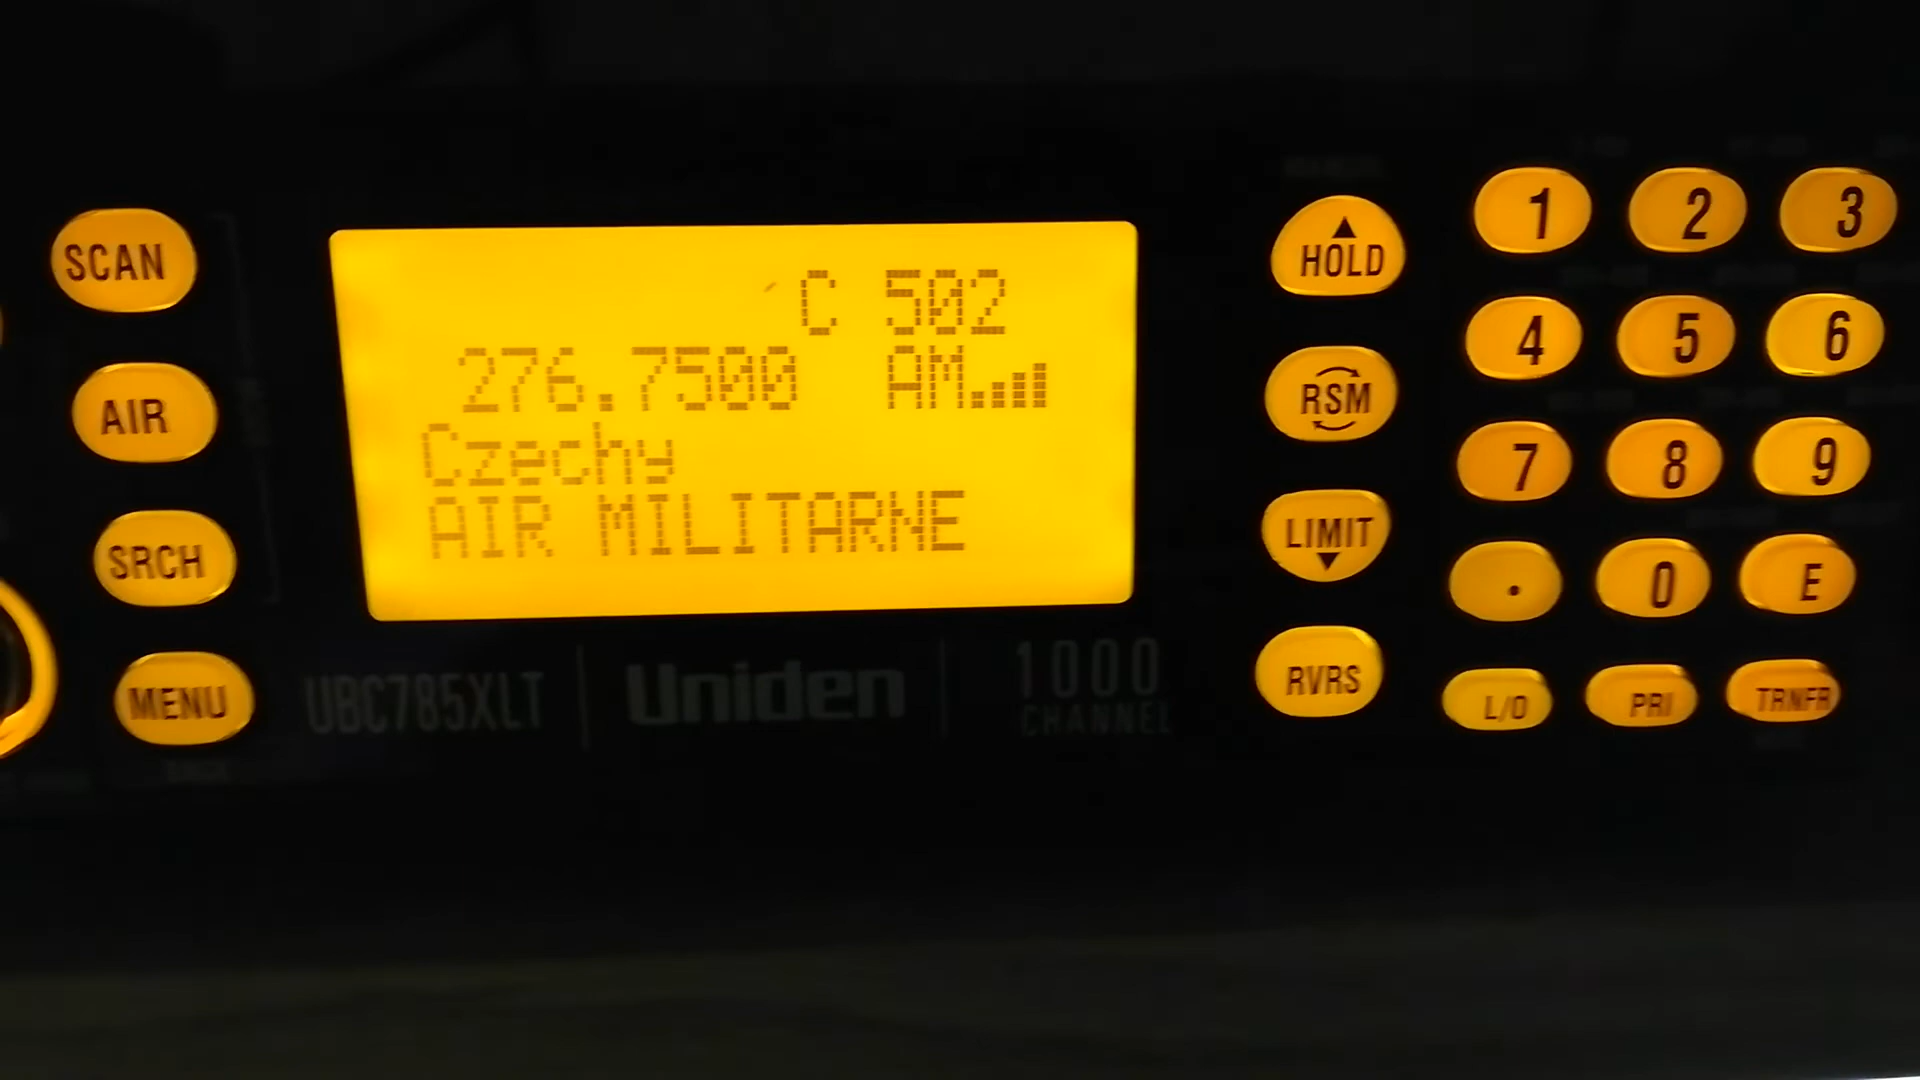 SCAN
AIR
SRCH
MENU
C 502
276.7500 AM
Czechy
AIR MILITARNE
UBC785XLT
Uniden
1000
CHANNEL
HOLD
RSM
LIMIT
RVRS
1 2 3
4 5 6
7 8 9
. 0 E
L/O PRI TRNFR